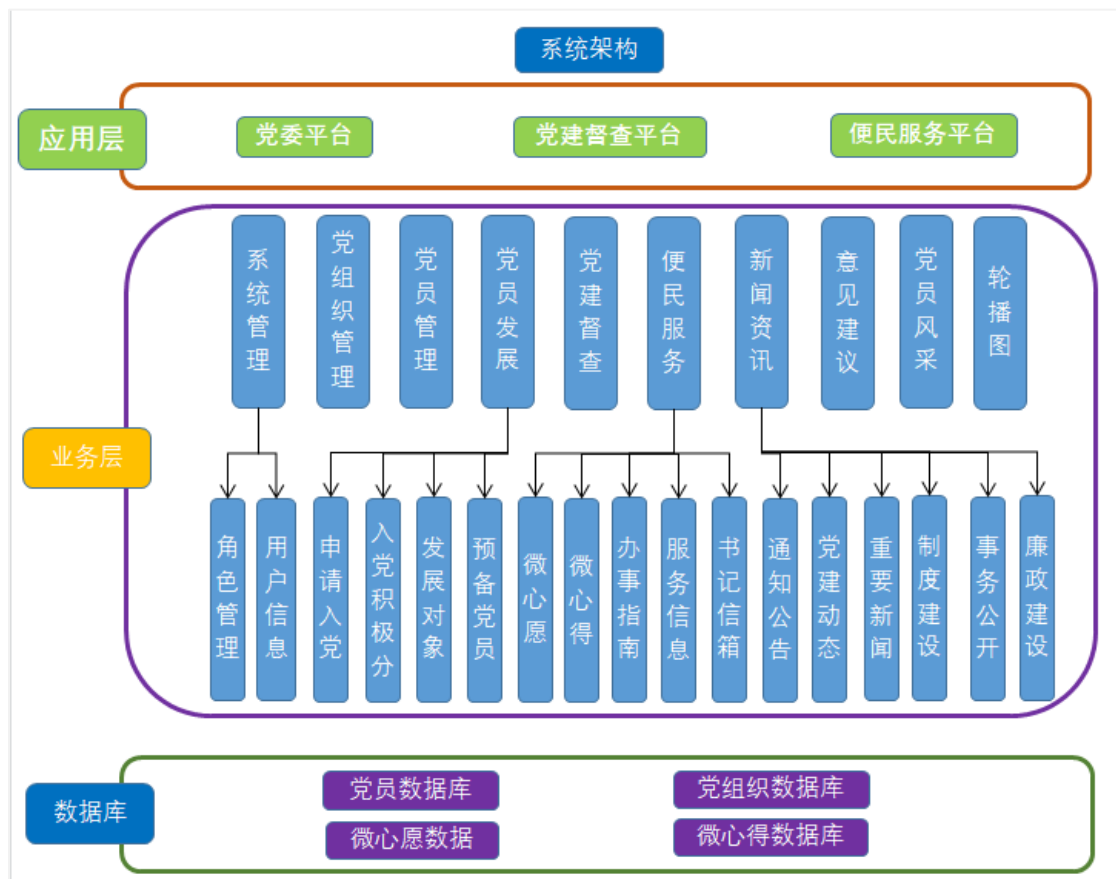 系统架构
应用层
党委平台
党建督查平台
便民服务平台
业务层
系统管理
党组织管理
党员管理
党员发展
党建督查
便民服务
新闻资讯
意见建议
党员风采
轮播图
角色管理
用户信息
申请入党
入党积极分
发展对象
预备党员
微心愿
微心得
办事指南
服务信息
书记信箱
通知公告
党建动态
重要新闻
制度建设
事务公开
廉政建设
数据库
党员数据库
党组织数据库
微心愿数据
微心得数据库